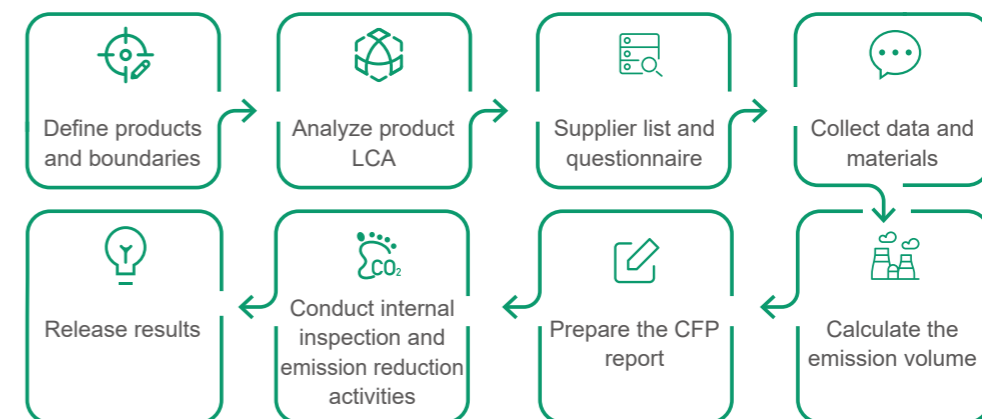 Define products
and boundaries
Analyze product
LCA
Supplier list and
questionnaire
Collect data and
materials
Release results
CO₂
Conduct internal
inspection and
emission reduction
activities
Prepare the CFP
report
Calculate the
emission volume